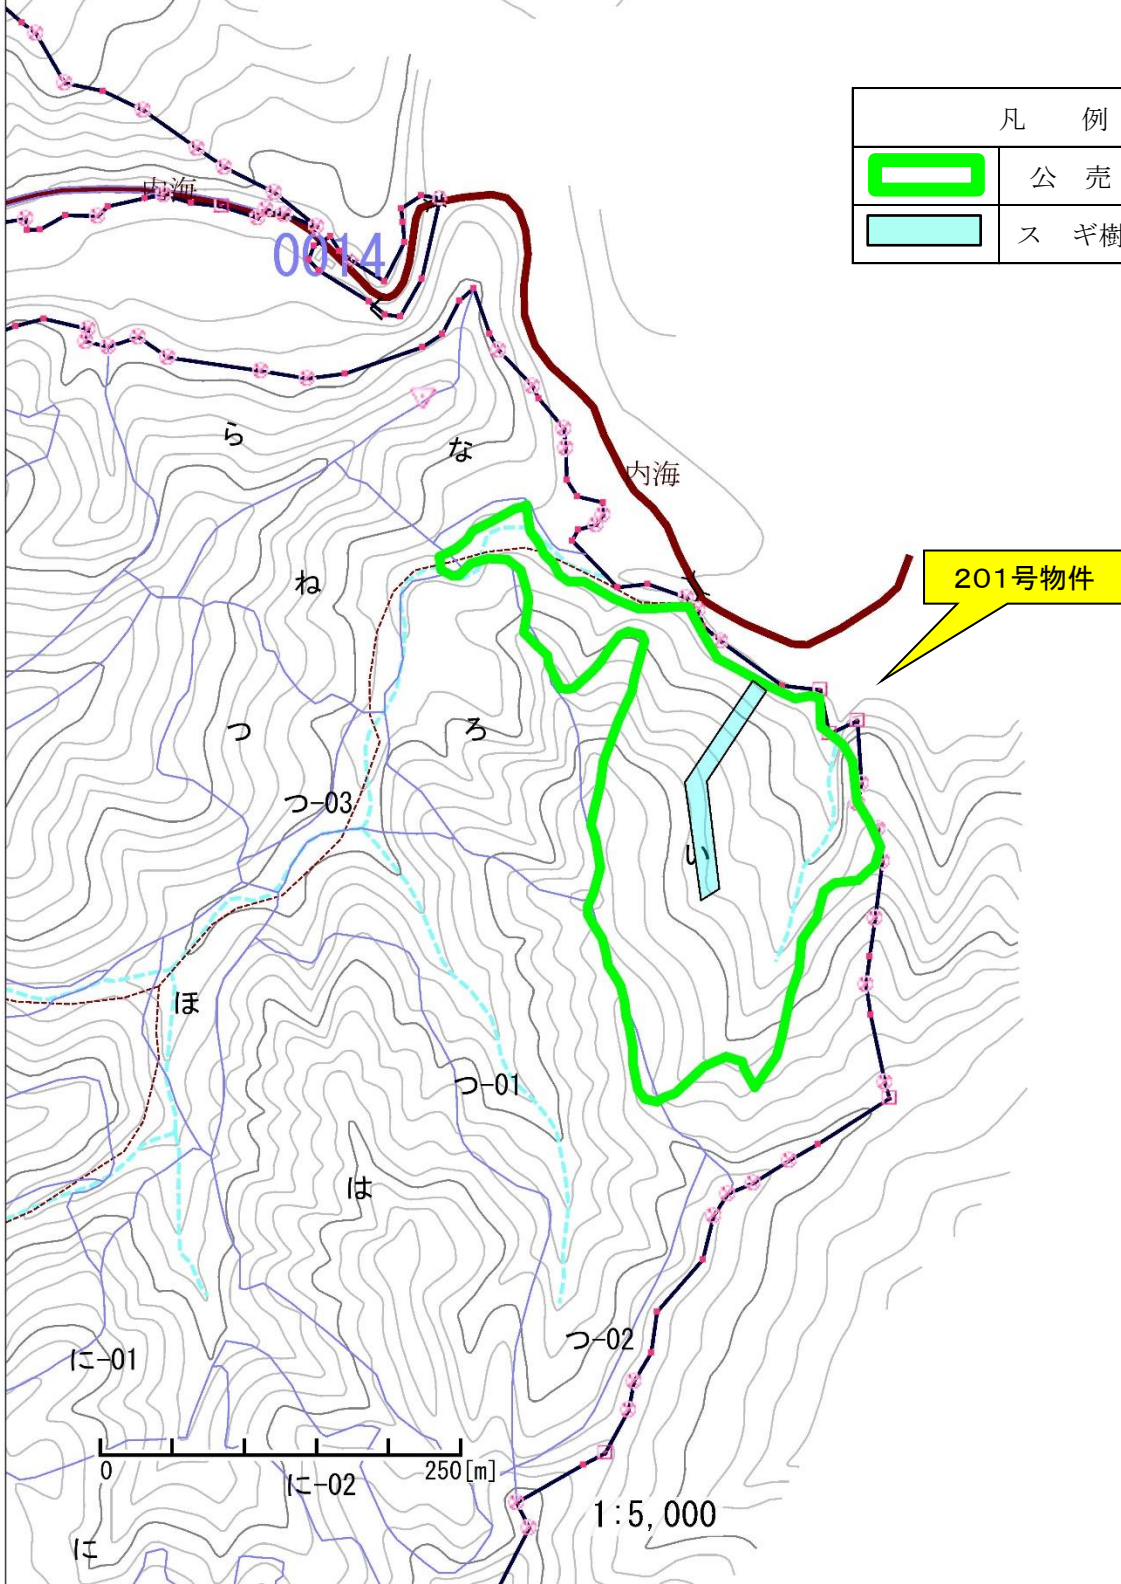 凡 例
公 売
ス ギ樹
内海
0014
ら
な
内海
ね
201号物件
つ
ろ
つ-03
い
ほ
つ-01
は
つ-02
に-01
0
250[m]
に-02
1:5,000
に